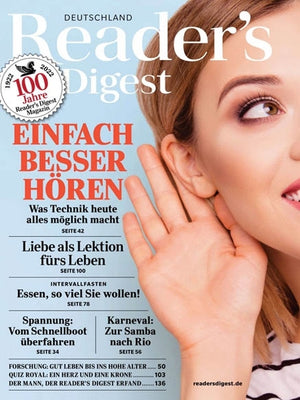 DEUTSCHLAND
Reader's
Digest
1922 2022
100
Jahre
Reader's Digest
Magazin
EINFACH
BESSER
HÖREN
Was Technik heute
alles möglich macht
SEITE 42
Liebe als Lektion
fürs Leben
SEITE 100
INTERVALLFASTEN
Essen, so viel Sie wollen!
SEITE 78
Spannung:
Vom Schnellboot
überfahren
SEITE 34
Karneval:
Zur Samba
nach Rio
SEITE 56
FORSCHUNG: GUT LEBEN BIS INS HOHE ALTER 50
QUIZ ROYAL: EIN HERZ UND EINE KRONE 103
DER MANN, DER READER'S DIGEST ERFAND 136
readersdigest.de